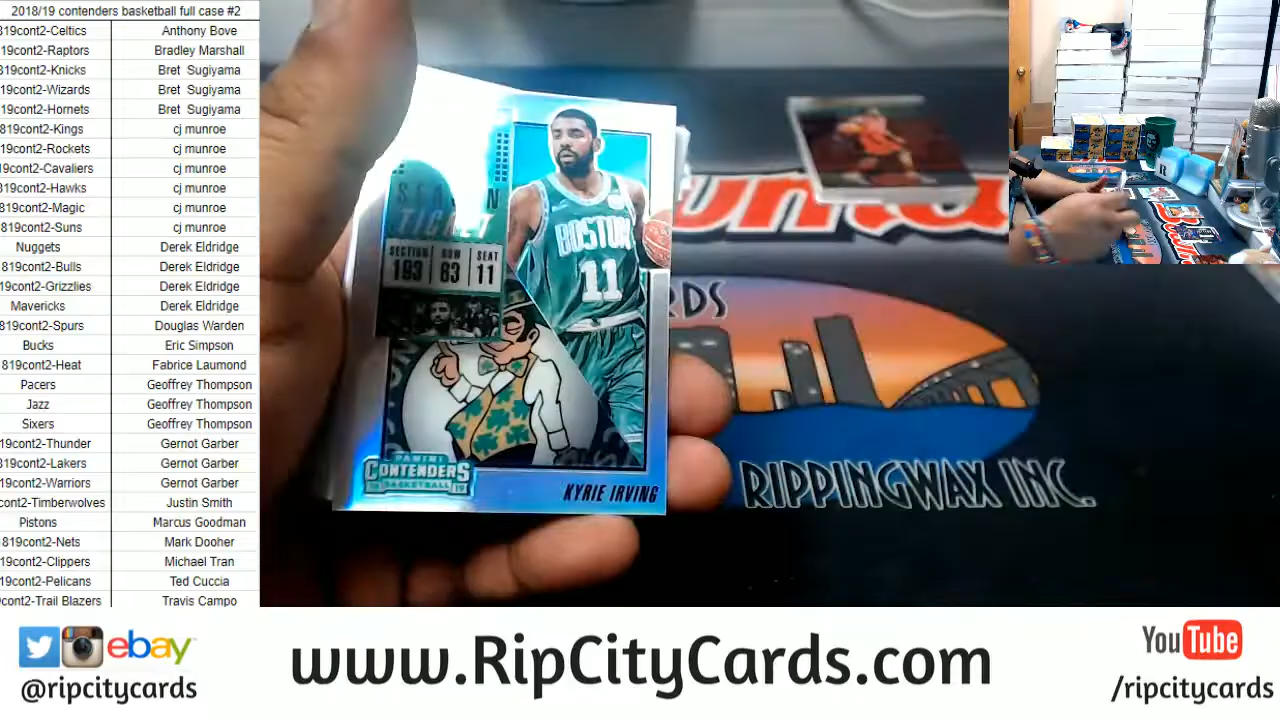 2018/19 contenders basketball full case #2
819cont2-Celtics Anthony Bove
19cont2-Raptors Bradley Marshall
819cont2-Knicks Bret Sugiyama
19cont2-Wizards Bret Sugiyama
19cont2-Hornets Bret Sugiyama
819cont2-Kings cj munroe
19cont2-Rockets cj munroe
9cont2-Cavaliers cj munroe
819cont2-Hawks cj munroe
819cont2-Magic cj munroe
819cont2-Suns cj munroe
Nuggets Derek Eldridge
819cont2-Bulls Derek Eldridge
19cont2-Grizzlies Derek Eldridge
Mavericks Derek Eldridge
819cont2-Spurs Douglas Warden
Bucks Eric Simpson
819cont2-Heat Fabrice Laumond
Pacers Geoffrey Thompson
Jazz Geoffrey Thompson
Sixers Geoffrey Thompson
19cont2-Thunder Gernot Garber
819cont2-Lakers Gernot Garber
19cont2-Warriors Gernot Garber
cont2-Timberwolves Justin Smith
Pistons Marcus Goodman
819cont2-Nets Mark Dooher
19cont2-Clippers Michael Tran
19cont2-Pelicans Ted Cuccia
cont2-Trail Blazers Travis Campo
TICKET
SECTION ROW SEAT
193 63 11
BOSTON
11
PANINI
CONTENDERS
BASKETBALL
KYRIE IRVING
RDS
RIPPINGWAX INC.
ebay
@ripcitycards
www.RipCityCards.com
YouTube
/ripcitycards